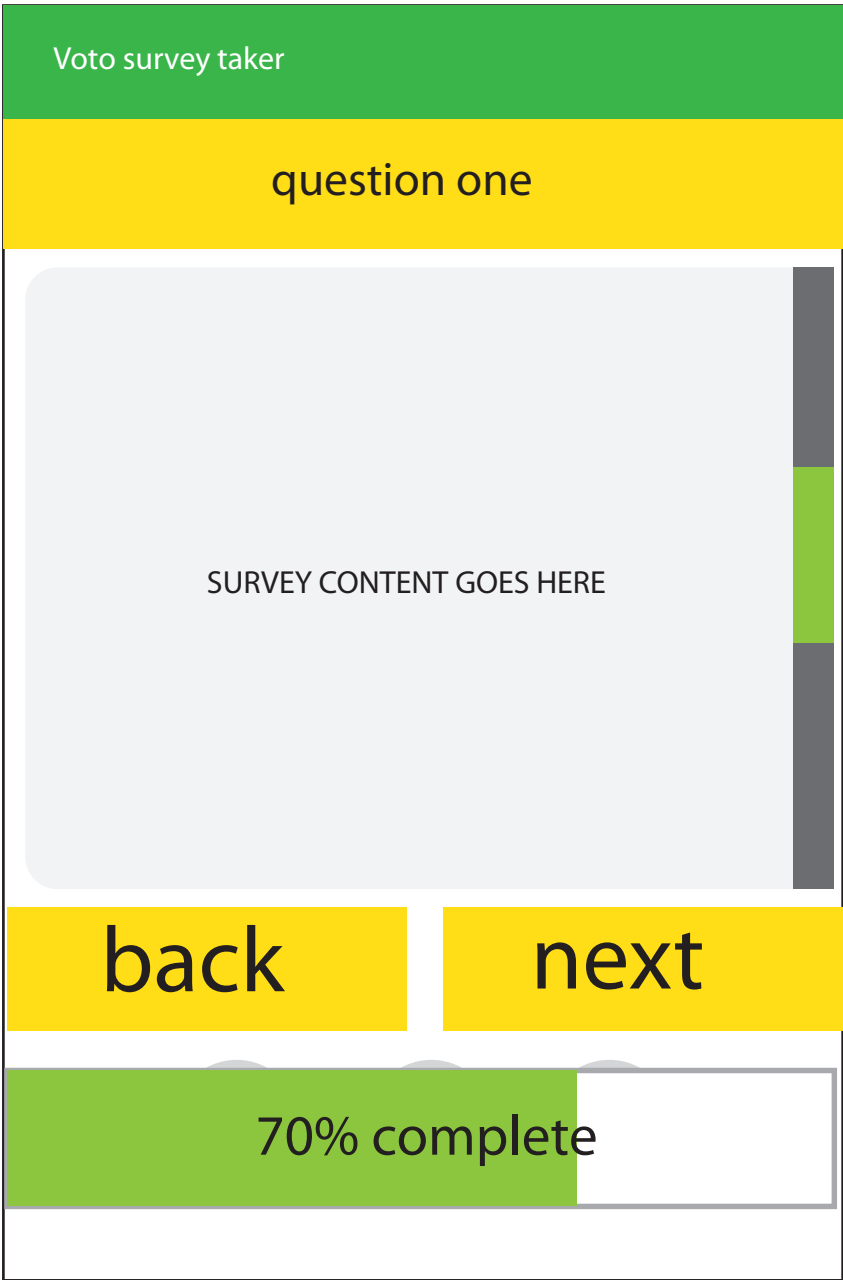 Voto survey taker
question one
SURVEY CONTENT GOES HERE
back next
70% complete